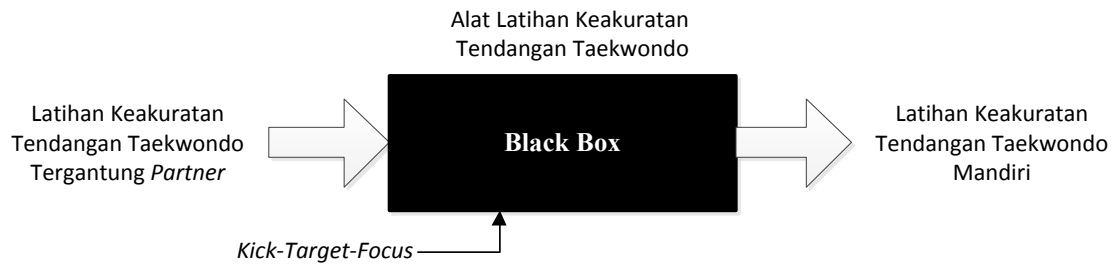 Alat Latihan Keakuratan
Tendangan Taekwondo
Latihan Keakuratan
Tendangan Taekwondo
Tergantung Partner
Black Box
Latihan Keakuratan
Tendangan Taekwondo
Mandiri
Kick-Target-Focus